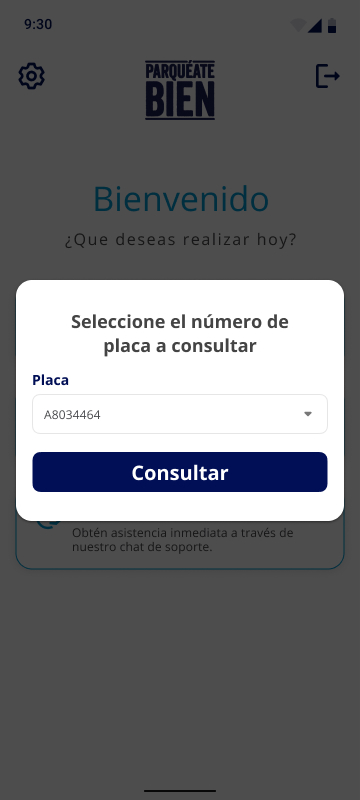 9:30
PARQUÉATE
BIEN
Bienvenido
¿Que deseas realizar hoy?
Seleccione el número de
placa a consultar
Placa
A8034464
Consultar
Obtén asistencia inmediata a través de
nuestro chat de soporte.